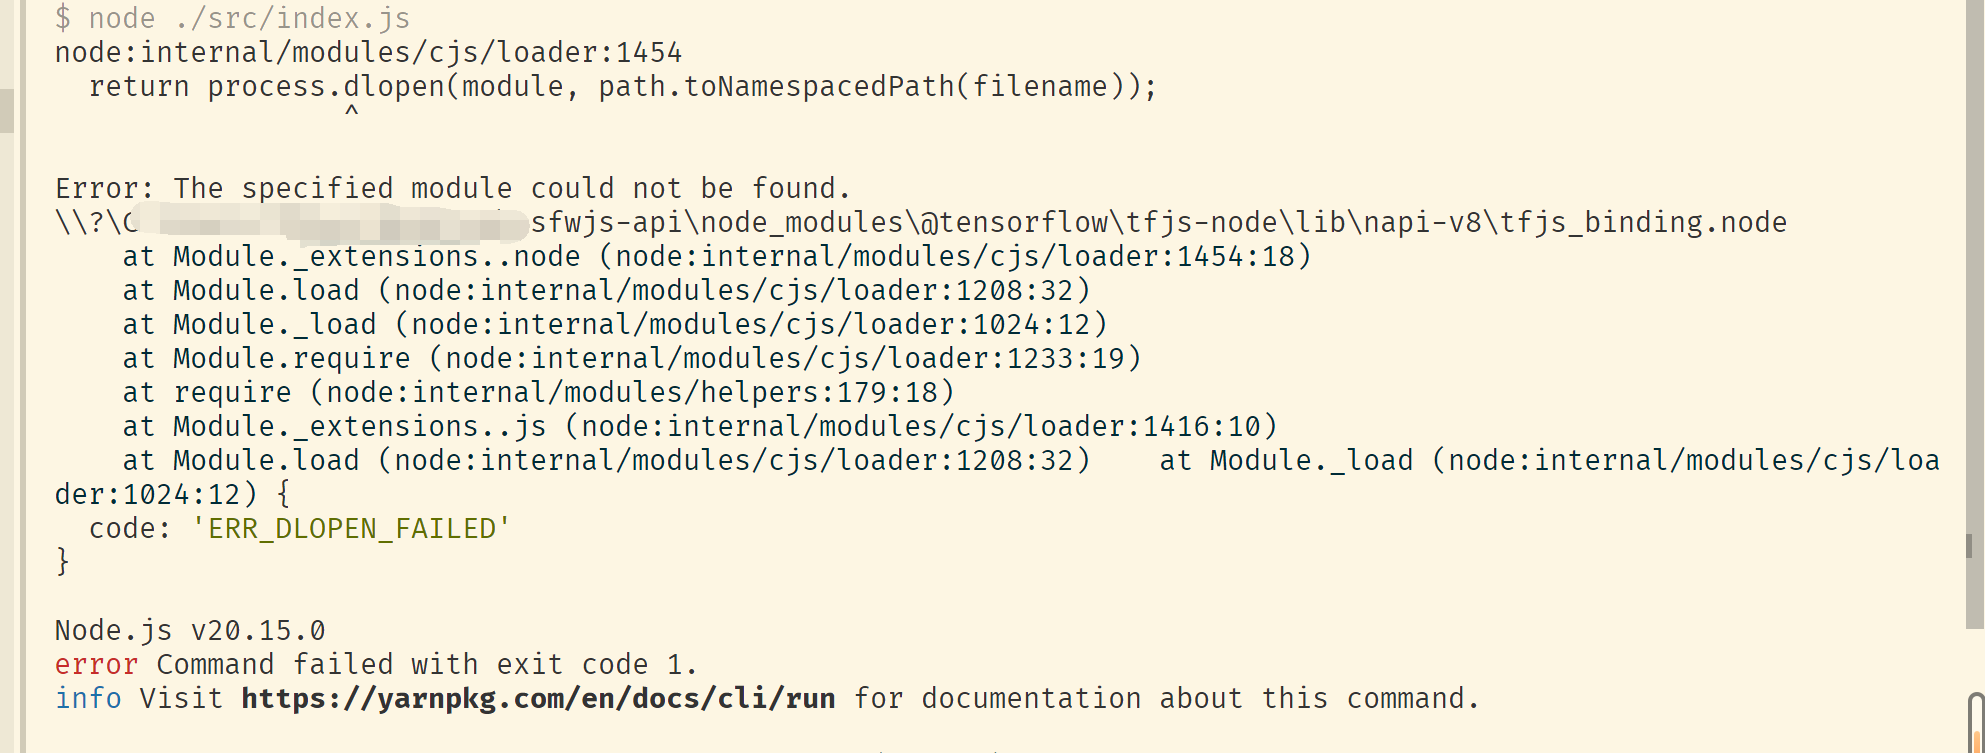 $ node ./src/index.js
node:internal/modules/cjs/loader:1454
  return process.dlopen(module, path.toNamespacedPath(filename));
                 ^
Error: The specified module could not be found.
\\?\ sfwjs-api\node_modules\@tensorflow\tfjs-node\lib\napi-v8\tfjs_binding.node
    at Module._extensions..node (node:internal/modules/cjs/loader:1454:18)
    at Module.load (node:internal/modules/cjs/loader:1208:32)
    at Module._load (node:internal/modules/cjs/loader:1024:12)
    at Module.require (node:internal/modules/cjs/loader:1233:19)
    at require (node:internal/modules/helpers:179:18)
    at Module._extensions..js (node:internal/modules/cjs/loader:1416:10)
    at Module.load (node:internal/modules/cjs/loader:1208:32)    at Module._load (node:internal/modules/cjs/loa
der:1024:12) {
  code: 'ERR_DLOPEN_FAILED'
}
Node.js v20.15.0
error Command failed with exit code 1.
info Visit https://yarnpkg.com/en/docs/cli/run for documentation about this command.